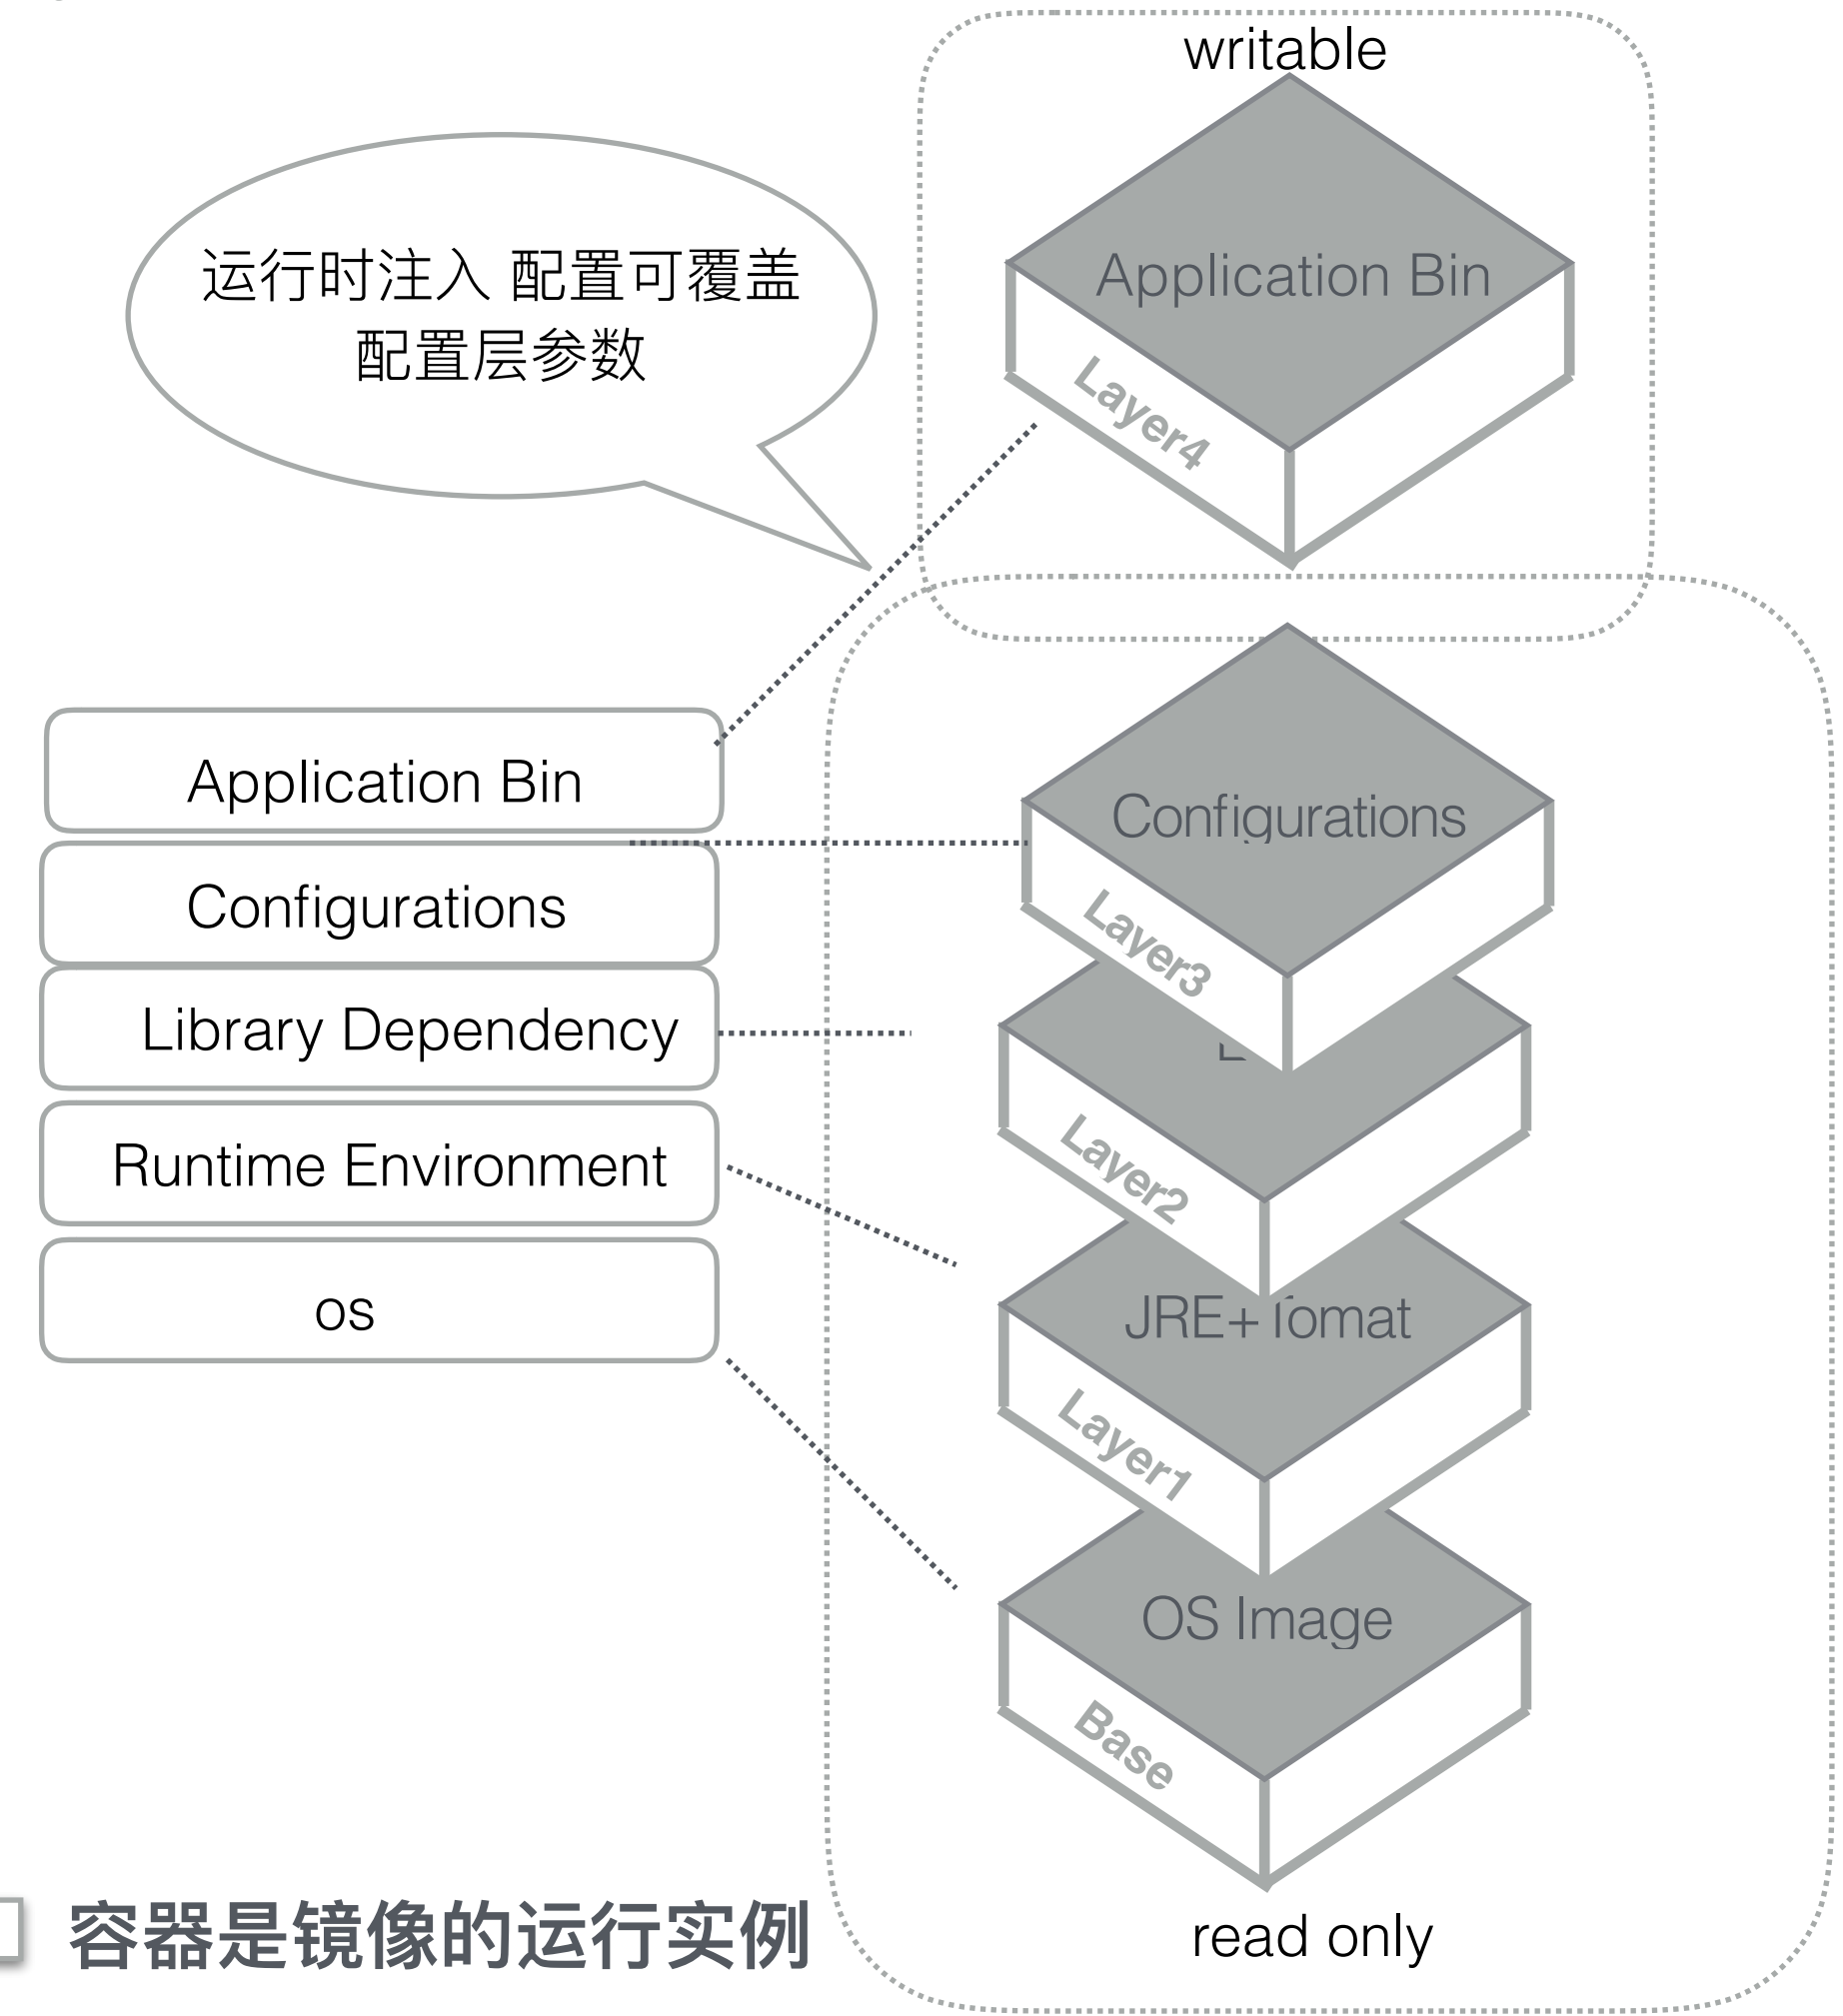 writable
Application Bin
Layer4
运行时注入 配置可覆盖
配置层参数
Application Bin
Configurations
Library Dependency
Runtime Environment
os
Configurations
Layer3
Layer2
JRE+Tomat
Layer1
OS Image
Base
read only
容器是镜像的运行实例